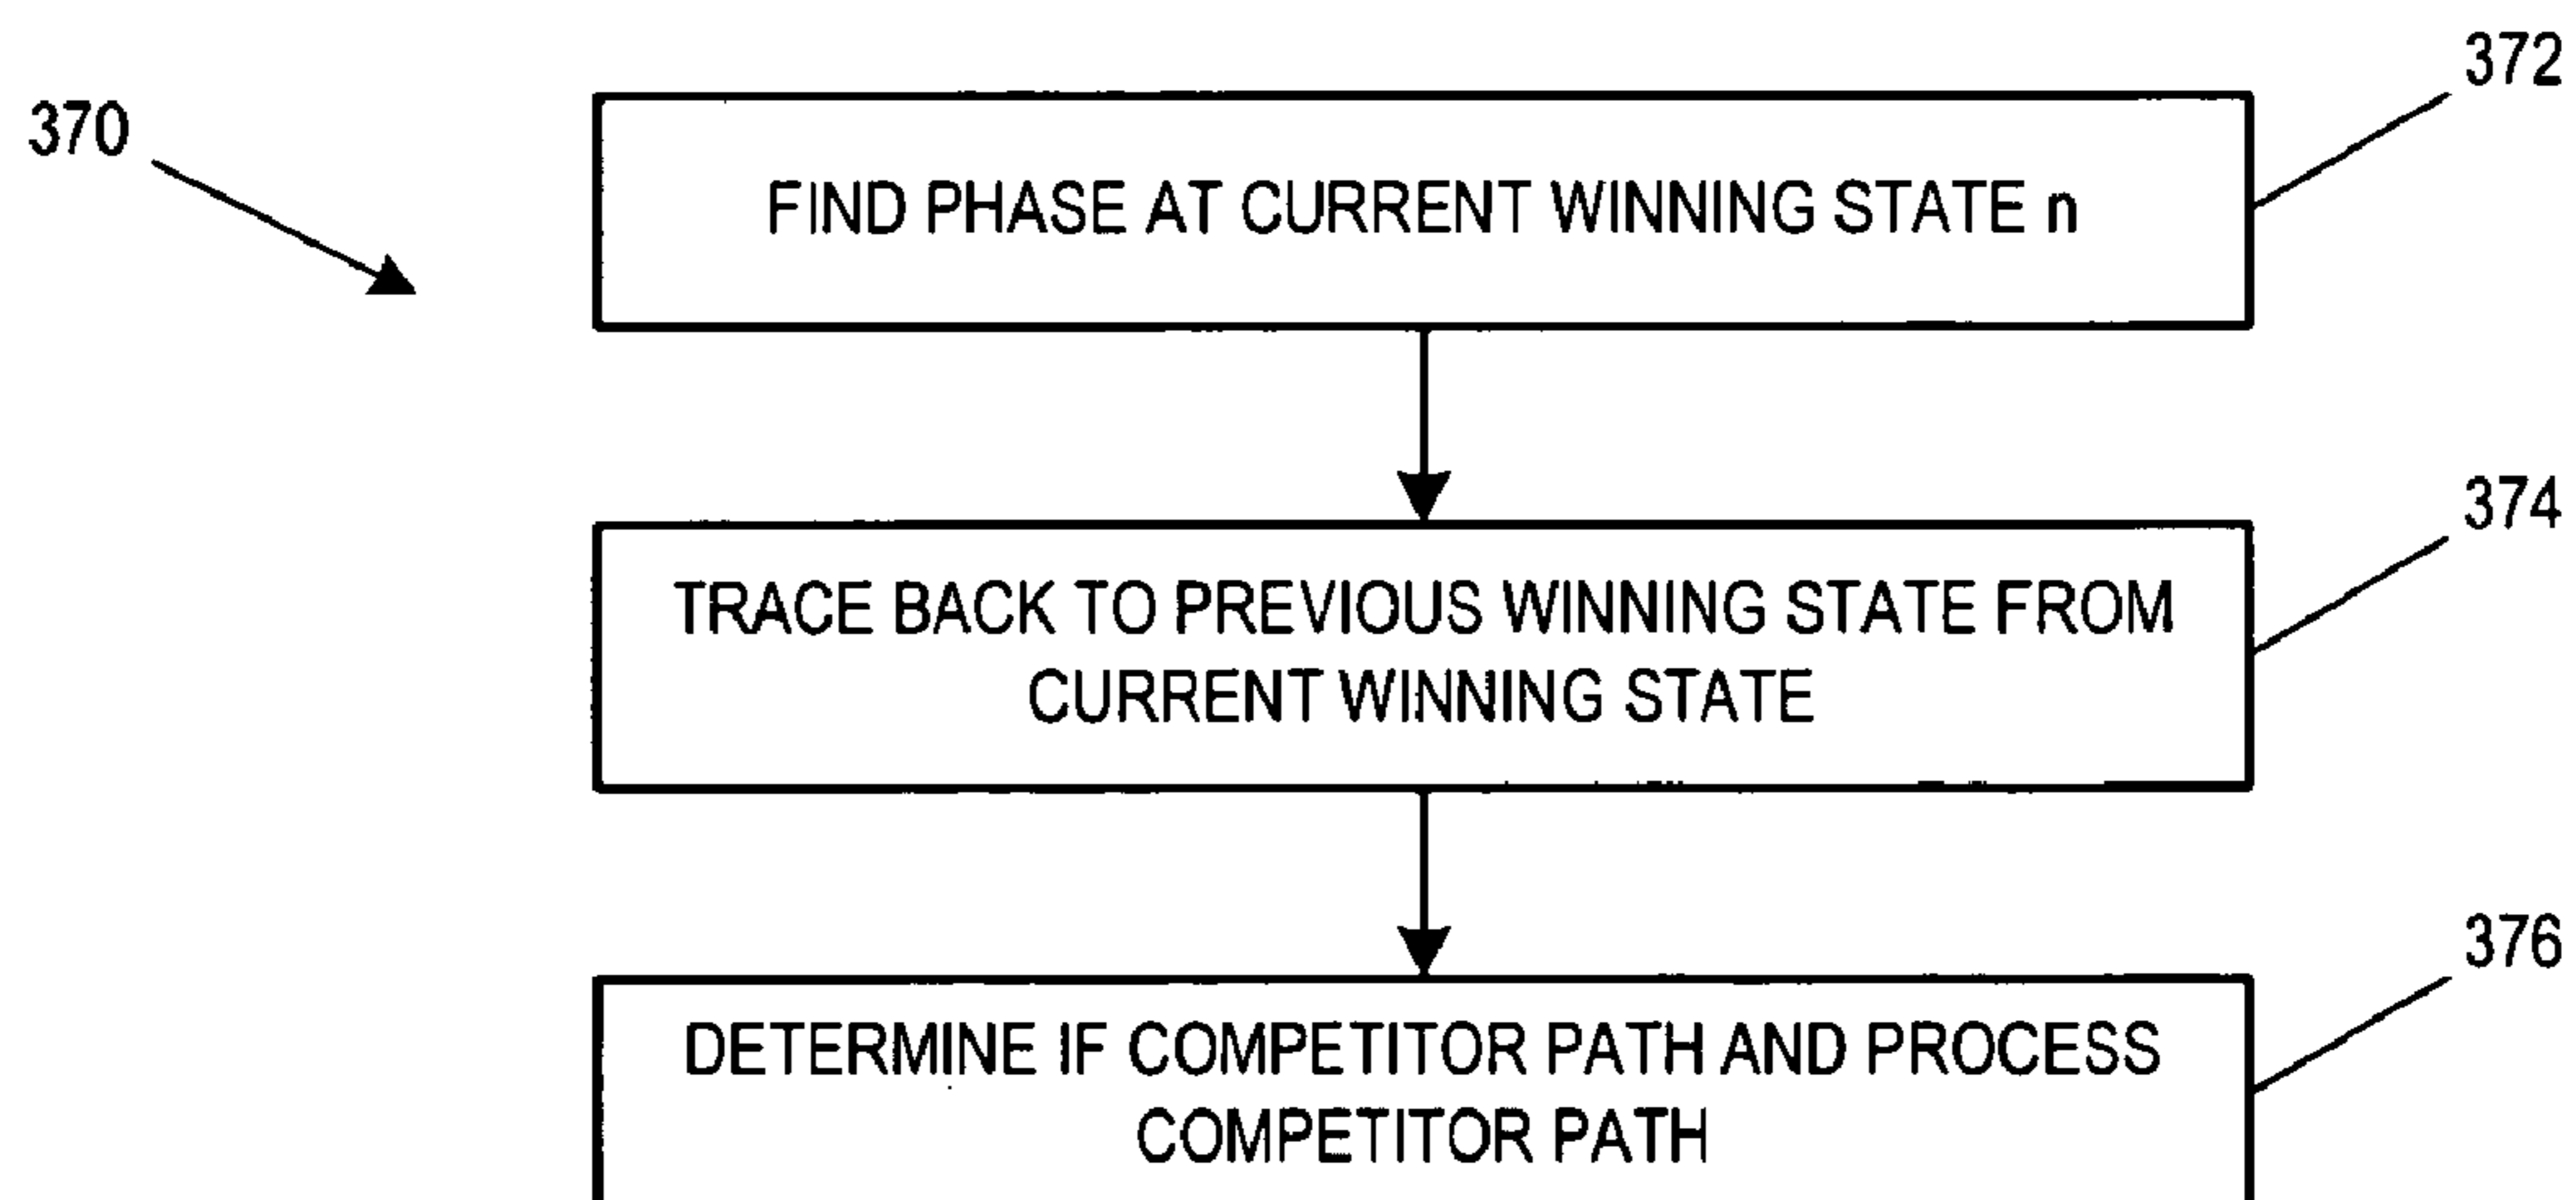 372
370
FIND PHASE AT CURRENT WINNING STATE n
374
TRACE BACK TO PREVIOUS WINNING STATE FROM
CURRENT WINNING STATE
376
DETERMINE IF COMPETITOR PATH AND PROCESS
COMPETITOR PATH